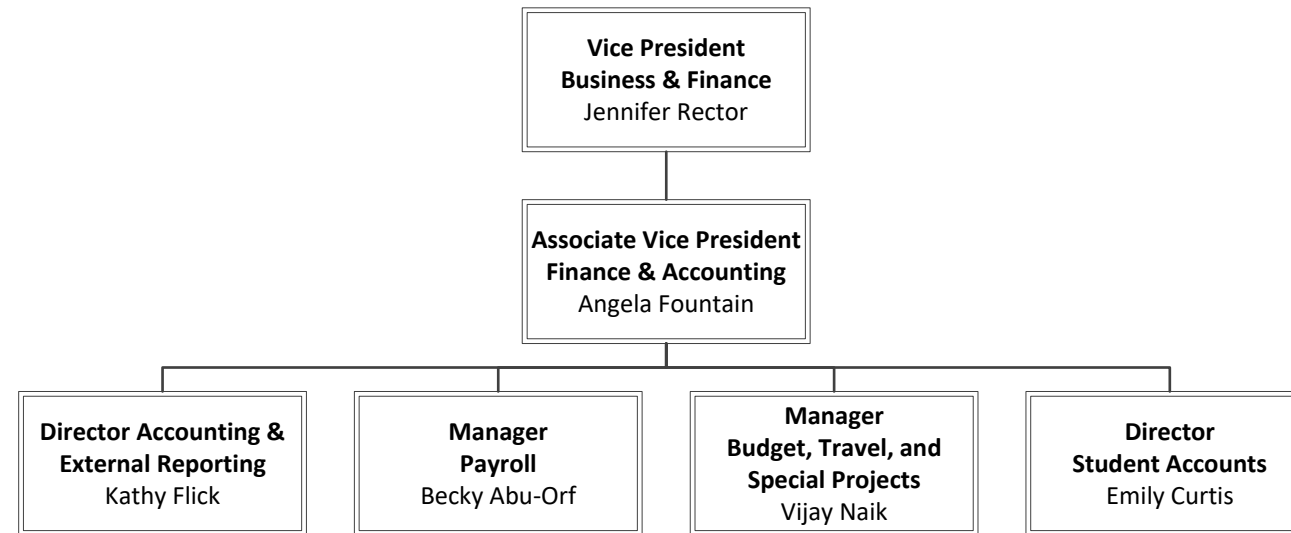 Vice President
Business & Finance
Jennifer Rector
Associate Vice President
Finance & Accounting
Angela Fountain
Director Accounting &
External Reporting
Kathy Flick
Manager
Payroll
Becky Abu-Orf
Manager
Budget, Travel, and
Special Projects
Vijay Naik
Director
Student Accounts
Emily Curtis